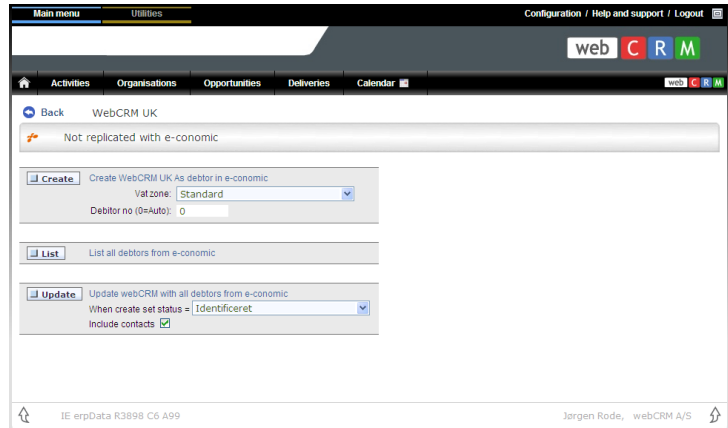 Main menu Utilities Configuration / Help and support / Logout
web C R M
Activities Organisations Opportunities Deliveries Calendar web C R M
Back WebCRM UK
Not replicated with e-conomic
Create Create WebCRM UK As debtor in e-conomic
Vat zone: Standard
Debitor no (0=Auto): 0
List List all debtors from e-conomic
Update Update webCRM with all debtors from e-conomic
When create set status = Identificeret
Include contacts
IE erpData R3898 C6 A99 Jørgen Rode, webCRM A/S